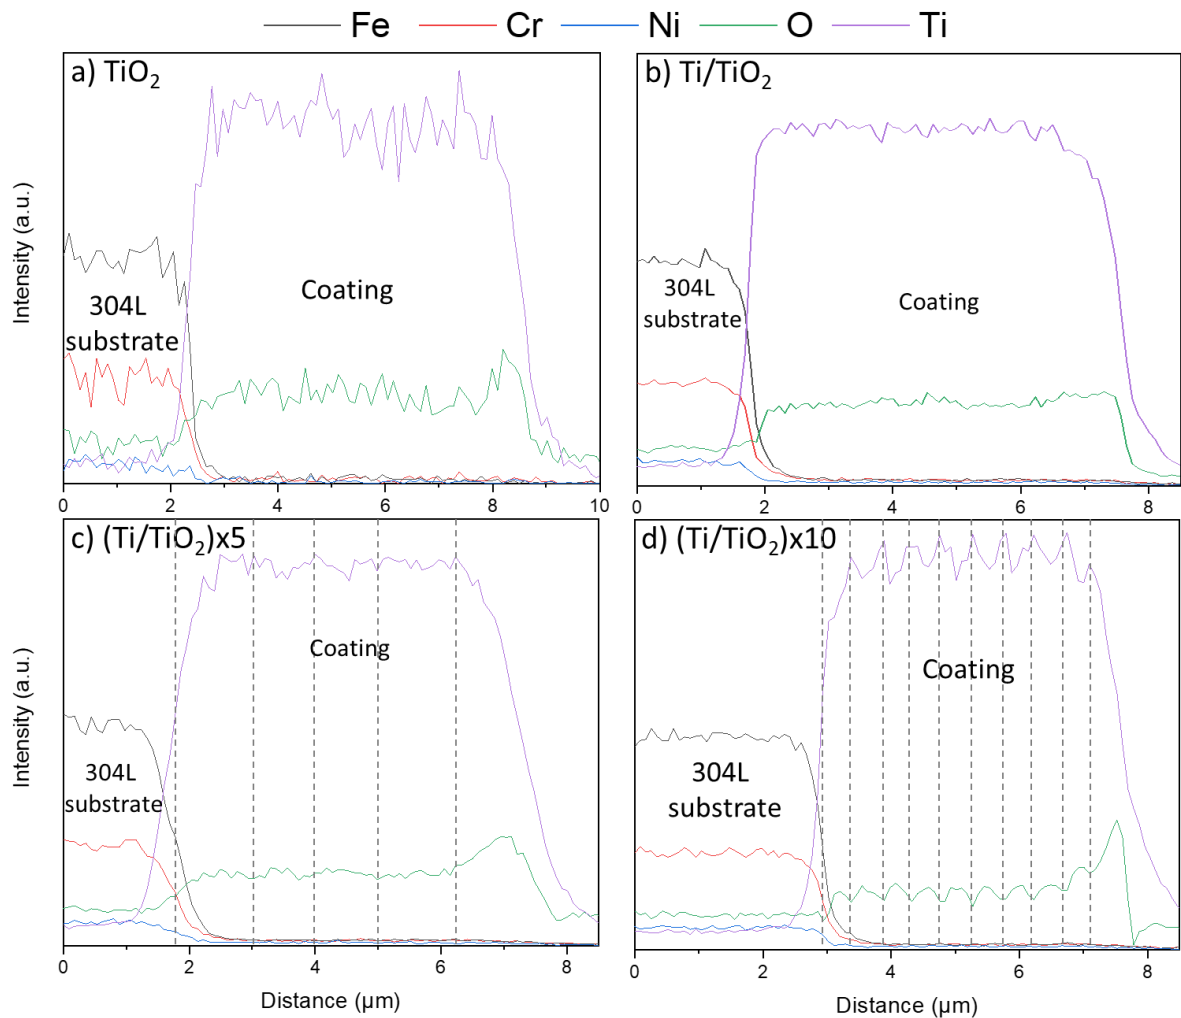 Fe Cr Ni O Ti
a) TiO₂
304L
substrate
Coating
Intensity (a.u.)
0 2 4 6 8 10
b) Ti/TiO₂
304L
substrate
Coating
0 2 4 6 8
c) (Ti/TiO₂)x5
Coating
304L
substrate
Intensity (a.u.)
0 2 4 6 8
Distance (μm)
d) (Ti/TiO₂)x10
Coating
304L
substrate
0 2 4 6 8
Distance (μm)